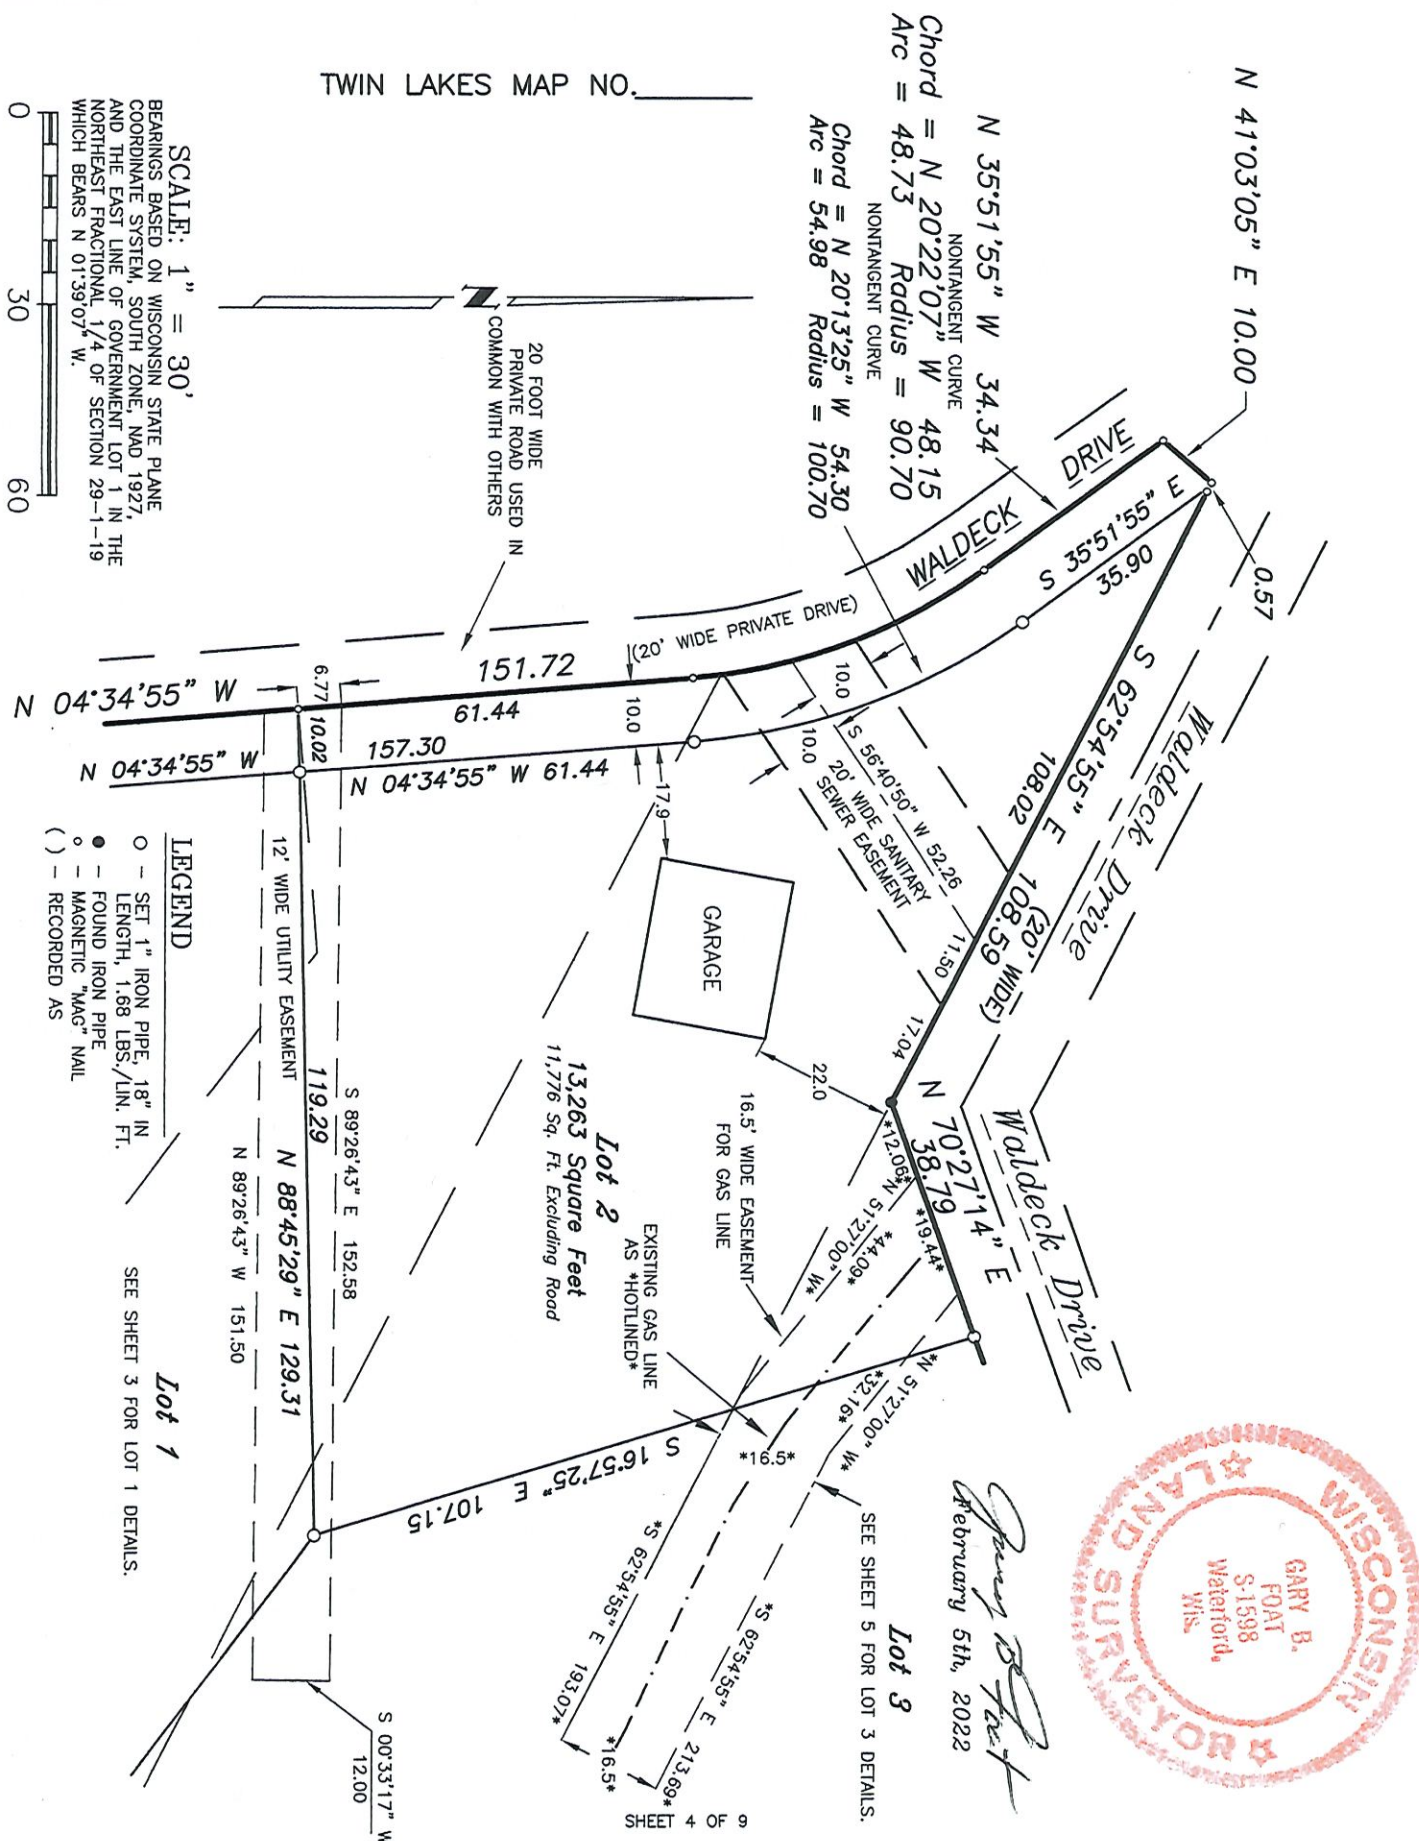 TWIN LAKES MAP NO.
N 41°03'05" E 10.00
N 35°51'55" W 34.34
NONTANGENT CURVE
Chord = N 20°22'07" W 48.15
Arc = 48.73 Radius = 90.70
NONTANGENT CURVE
Chord = N 20°13'25" W 54.30
Arc = 54.98 Radius = 100.70
0.57
WALDECK DRIVE
S 35°51'55" E
35.90
Waldeck Drive
(20' WIDE)
S 62°54'55" E 108.59
108.02
11.50
17.04
Waldeck Drive
N 70°27'14" E
38.79
*12.06*
*19.44*
*N 51°27'00" W*
*44.09*
*N 51°27'00" W*
*32.16*
(20' WIDE PRIVATE DRIVE)
10.0
10.0
S 56°40'50" W 52.26
20' WIDE SANITARY
SEWER EASEMENT
20 FOOT WIDE
PRIVATE ROAD USED IN
COMMON WITH OTHERS
N
151.72
61.44
10.0
N 04°34'55" W
6.77
10.02
157.30
N 04°34'55" W
N 04°34'55" W 61.44
17.9
GARAGE
22.0
16.5' WIDE EASEMENT
FOR GAS LINE
Lot 2
13,263 Square Feet
11,776 Sq. Ft. Excluding Road
EXISTING GAS LINE
AS *HOTLINED*
*16.5*
S 16°57'25" E 107.15
*S 62°54'55" E 193.07*
*S 62°54'55" E 213.69*
*16.5*
12' WIDE UTILITY EASEMENT
119.29
N 88°45'29" E 129.31
S 89°26'43" E 152.58
N 89°26'43" W 151.50
S 00°33'17" W
12.00
Lot 1
SEE SHEET 3 FOR LOT 1 DETAILS.
Lot 3
SEE SHEET 5 FOR LOT 3 DETAILS.
SCALE: 1" = 30'
BEARINGS BASED ON WISCONSIN STATE PLANE
COORDINATE SYSTEM, SOUTH ZONE, NAD 1927,
AND THE EAST LINE OF GOVERNMENT LOT 1 IN THE
NORTHEAST FRACTIONAL 1/4 OF SECTION 29-1-19
WHICH BEARS N 01°39'07" W.
0 30 60
LEGEND
○ - SET 1" IRON PIPE, 18" IN
LENGTH, 1.68 LBS./LIN. FT.
● - FOUND IRON PIPE
○ - MAGNETIC "MAG" NAIL
( ) - RECORDED AS
WISCONSIN
LAND SURVEYOR
GARY B.
FOAT
S-1598
Waterford,
Wis.
Gary B Foat
February 5th, 2022
SHEET 4 OF 9